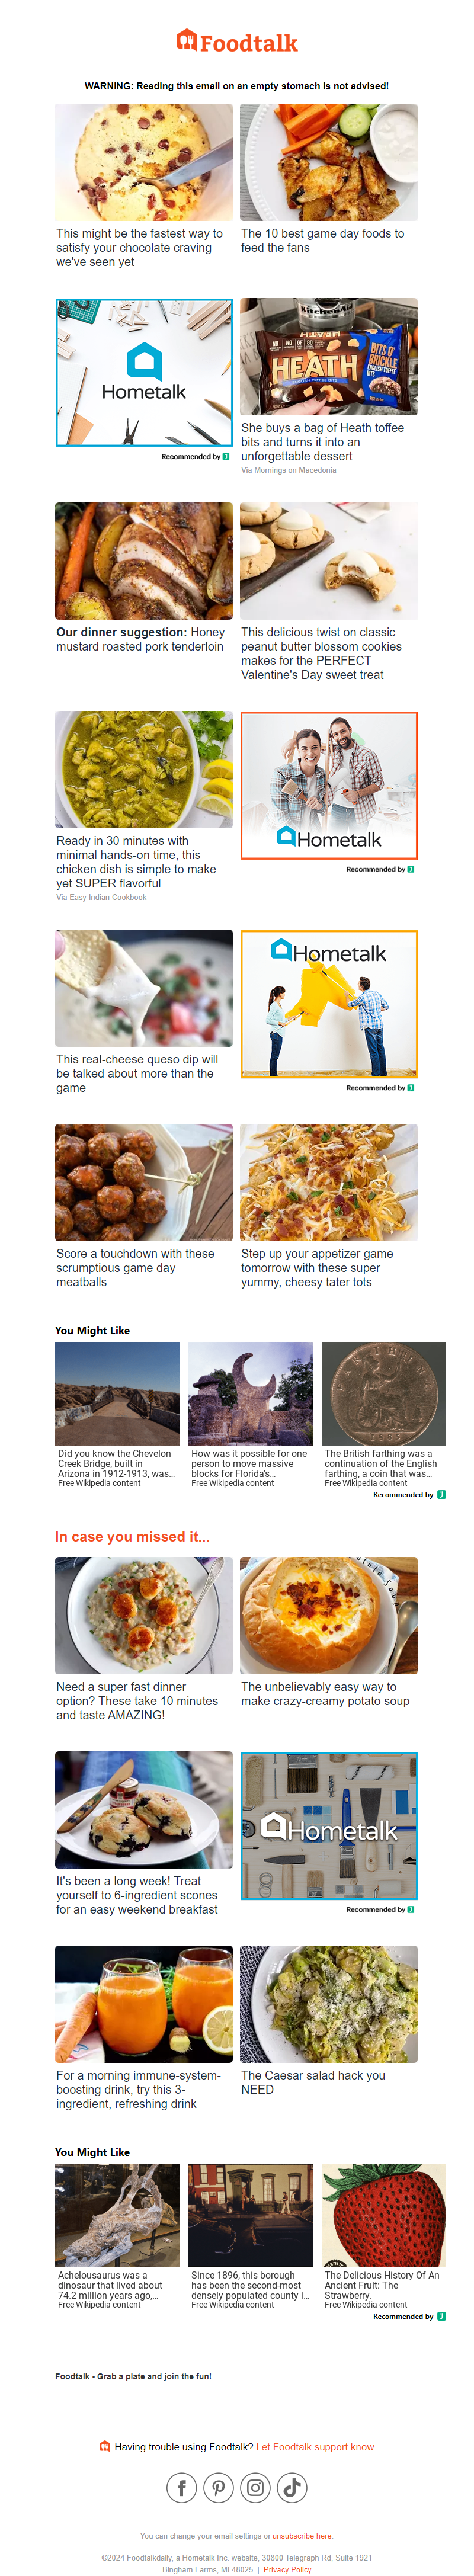 Foodtalk
WARNING: Reading this email on an empty stomach is not advised!
This might be the fastest way to
satisfy your chocolate craving
we've seen yet
The 10 best game day foods to
feed the fans
Hometalk
Recommended by
KitchenAid
HEATH
BITS O'
BRICKLE
ENGLISH TOFFEE
BITS
She buys a bag of Heath toffee
bits and turns it into an
unforgettable dessert
Via Mornings on Macedonia
Our dinner suggestion: Honey
mustard roasted pork tenderloin
This delicious twist on classic
peanut butter blossom cookies
makes for the PERFECT
Valentine's Day sweet treat
Ready in 30 minutes with
minimal hands-on time, this
chicken dish is simple to make
yet SUPER flavorful
Via Easy Indian Cookbook
Hometalk
Recommended by
This real-cheese queso dip will
be talked about more than the
game
Hometalk
Recommended by
Score a touchdown with these
scrumptious game day
meatballs
Step up your appetizer game
tomorrow with these super
yummy, cheesy tater tots
You Might Like
FARTHING
Did you know the Chevelon
Creek Bridge, built in
Arizona in 1912-1913, was...
Free Wikipedia content
How was it possible for one
person to move massive
blocks for Florida's...
Free Wikipedia content
The British farthing was a
continuation of the English
farthing, a coin that was...
Free Wikipedia content
Recommended by
In case you missed it...
Need a super fast dinner
option? These take 10 minutes
and taste AMAZING!
The unbelievably easy way to
make crazy-creamy potato soup
It's been a long week! Treat
yourself to 6-ingredient scones
for an easy weekend breakfast
Hometalk
Recommended by
For a morning immune-system-
boosting drink, try this 3-
ingredient, refreshing drink
The Caesar salad hack you
NEED
You Might Like
Achelousaurus was a
dinosaur that lived about
74.2 million years ago,...
Free Wikipedia content
Since 1896, this borough
has been the second-most
densely populated county i...
Free Wikipedia content
The Delicious History Of An
Ancient Fruit: The
Strawberry.
Free Wikipedia content
Recommended by
Foodtalk - Grab a plate and join the fun!
Having trouble using Foodtalk? Let Foodtalk support know
You can change your email settings or unsubscribe here.
©2024 Foodtalkdaily, a Hometalk Inc. website, 30800 Telegraph Rd, Suite 1921
Bingham Farms, MI 48025 | Privacy Policy